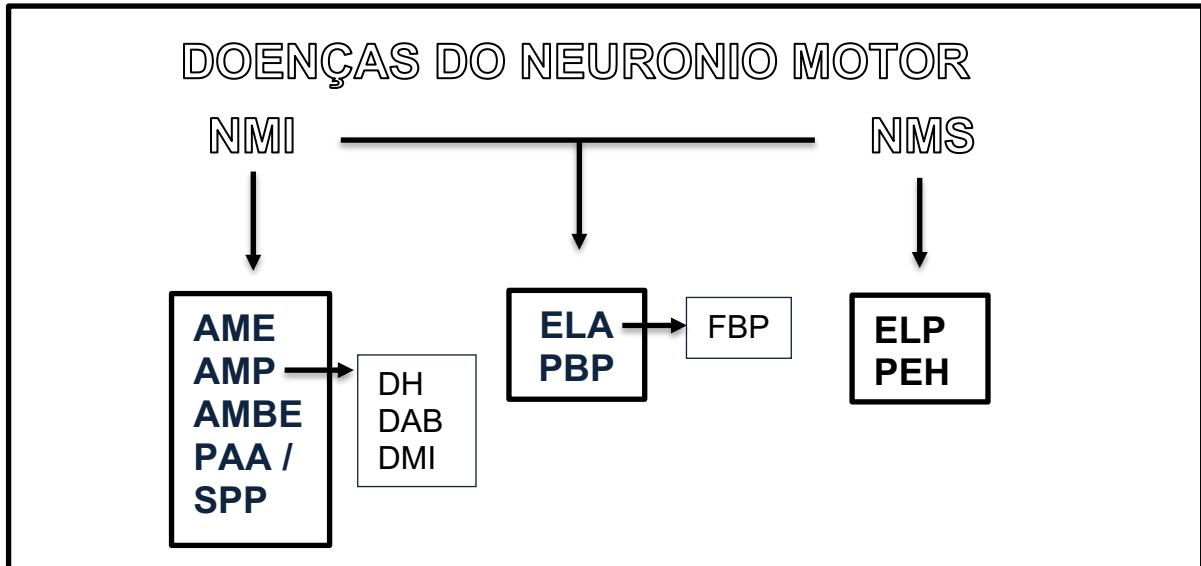 DOENÇAS DO NEURONIO MOTOR
NMI
NMS
AME
AMP
AMBE
PAA /
SPP
DH
DAB
DMI
ELA
PBP
FBP
ELP
PEH